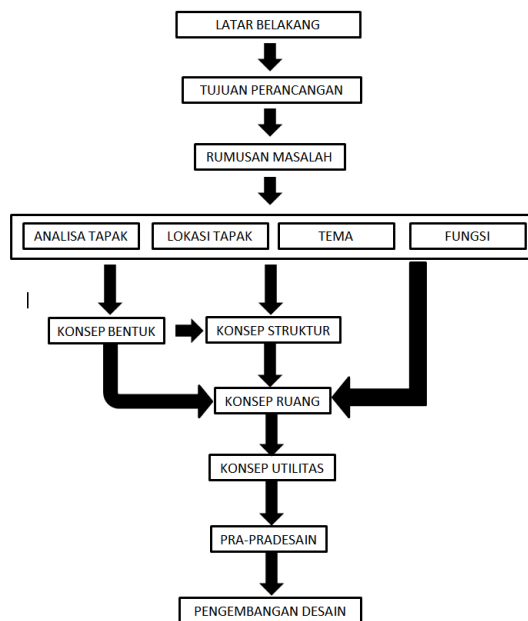 LATAR BELAKANG
TUJUAN PERANCANGAN
RUMUSAN MASALAH
ANALISA TAPAK
LOKASI TAPAK
TEMA
FUNGSI
KONSEP BENTUK
KONSEP STRUKTUR
KONSEP RUANG
KONSEP UTILITAS
PRA-PRADESAIN
PENGEMBANGAN DESAIN